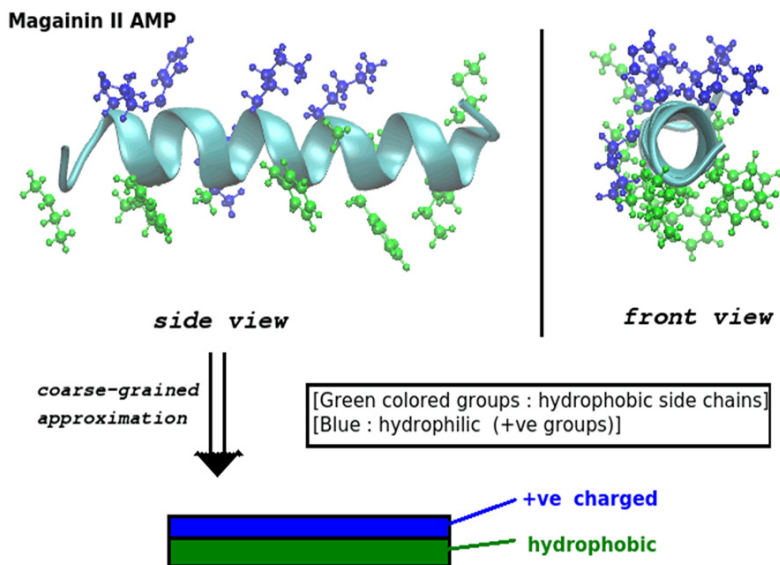 Magainin II AMP
side view
front view
coarse-grained
approximation
[Green colored groups : hydrophobic side chains]
[Blue : hydrophilic (+ve groups)]
+ve charged
hydrophobic